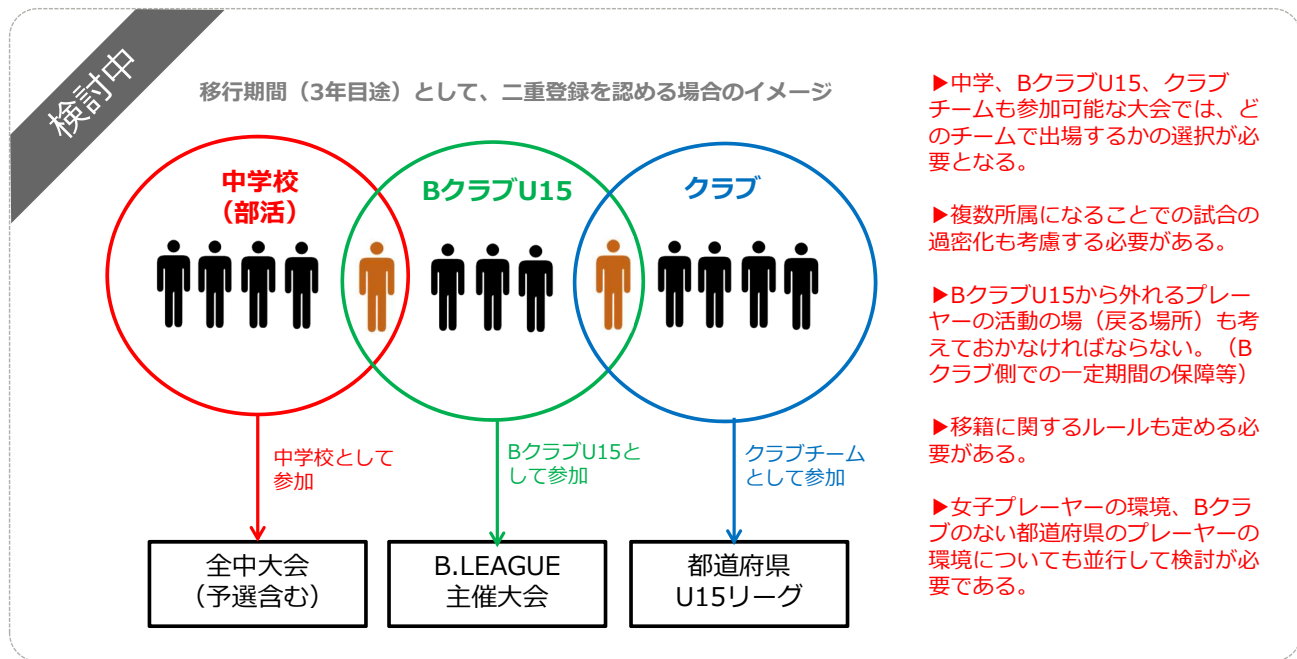 検討中
移行期間（3年目途）として、二重登録を認める場合のイメージ
中学校
（部活）
BクラブU15
クラブ
中学校として
参加
BクラブU15と
して参加
クラブチーム
として参加
全中大会
（予選含む）
B.LEAGUE
主催大会
都道府県
U15リーグ
▶中学、BクラブU15、クラブ
チームも参加可能な大会では、ど
のチームで出場するかの選択が必
要となる。
▶複数所属になることでの試合の
過密化も考慮する必要がある。
▶BクラブU15から外れるプレー
ヤーの活動の場（戻る場所）も考
えておかなければならない。（B
クラブ側での一定期間の保障等）
▶移籍に関するルールも定める必
要がある。
▶女子プレーヤーの環境、Bクラ
ブのない都道府県のプレーヤーの
環境についても並行して検討が必
要である。